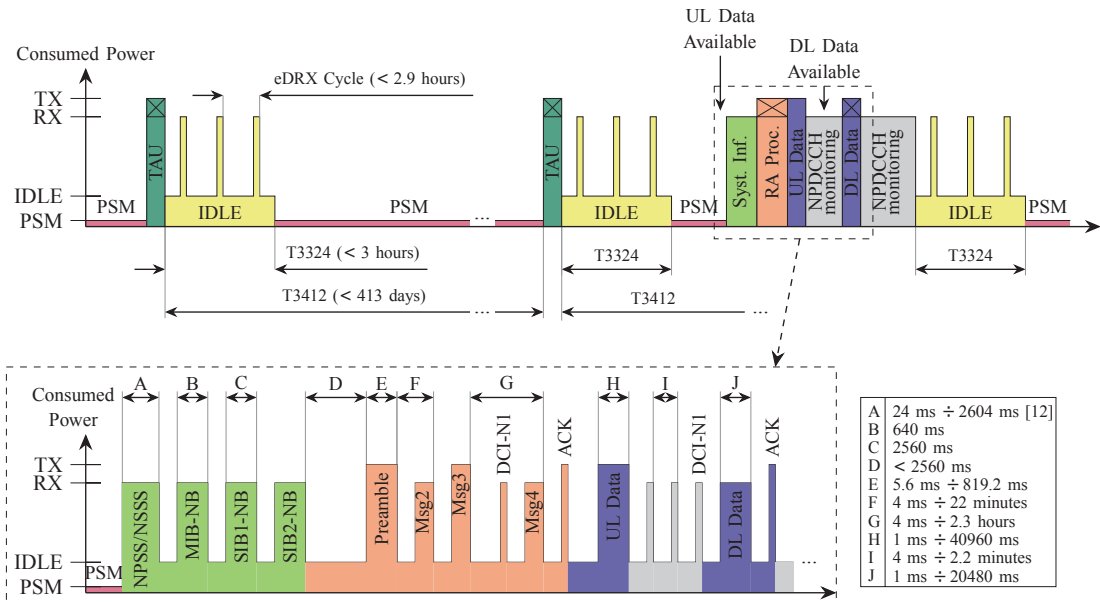 UL Data
Available
DL Data
Available
Consumed Power
eDRX Cycle (< 2.9 hours)
TX
RX
IDLE
PSM
PSM
TAU
IDLE
PSM
...
TAU
IDLE
PSM
Syst. Inf.
RA Proc.
UL Data
NPDCCH
monitoring
DL Data
NPDCCH
monitoring
IDLE
PSM
T3324 (< 3 hours)
T3324
T3324
T3412 (< 413 days)
...
T3412
...
Consumed
Power
A
B
C
D
E
F
G
H
I
J
TX
RX
IDLE
PSM
PSM
NPSS/NSSS
MIB-NB
SIB1-NB
SIB2-NB
Preamble
Msg2
Msg3
DCI-N1
Msg4
ACK
UL Data
DCI-N1
DL Data
ACK
...
A 24 ms ÷ 2604 ms [12]
B 640 ms
C 2560 ms
D < 2560 ms
E 5.6 ms ÷ 819.2 ms
F 4 ms ÷ 22 minutes
G 4 ms ÷ 2.3 hours
H 1 ms ÷ 40960 ms
I 4 ms ÷ 2.2 minutes
J 1 ms ÷ 20480 ms